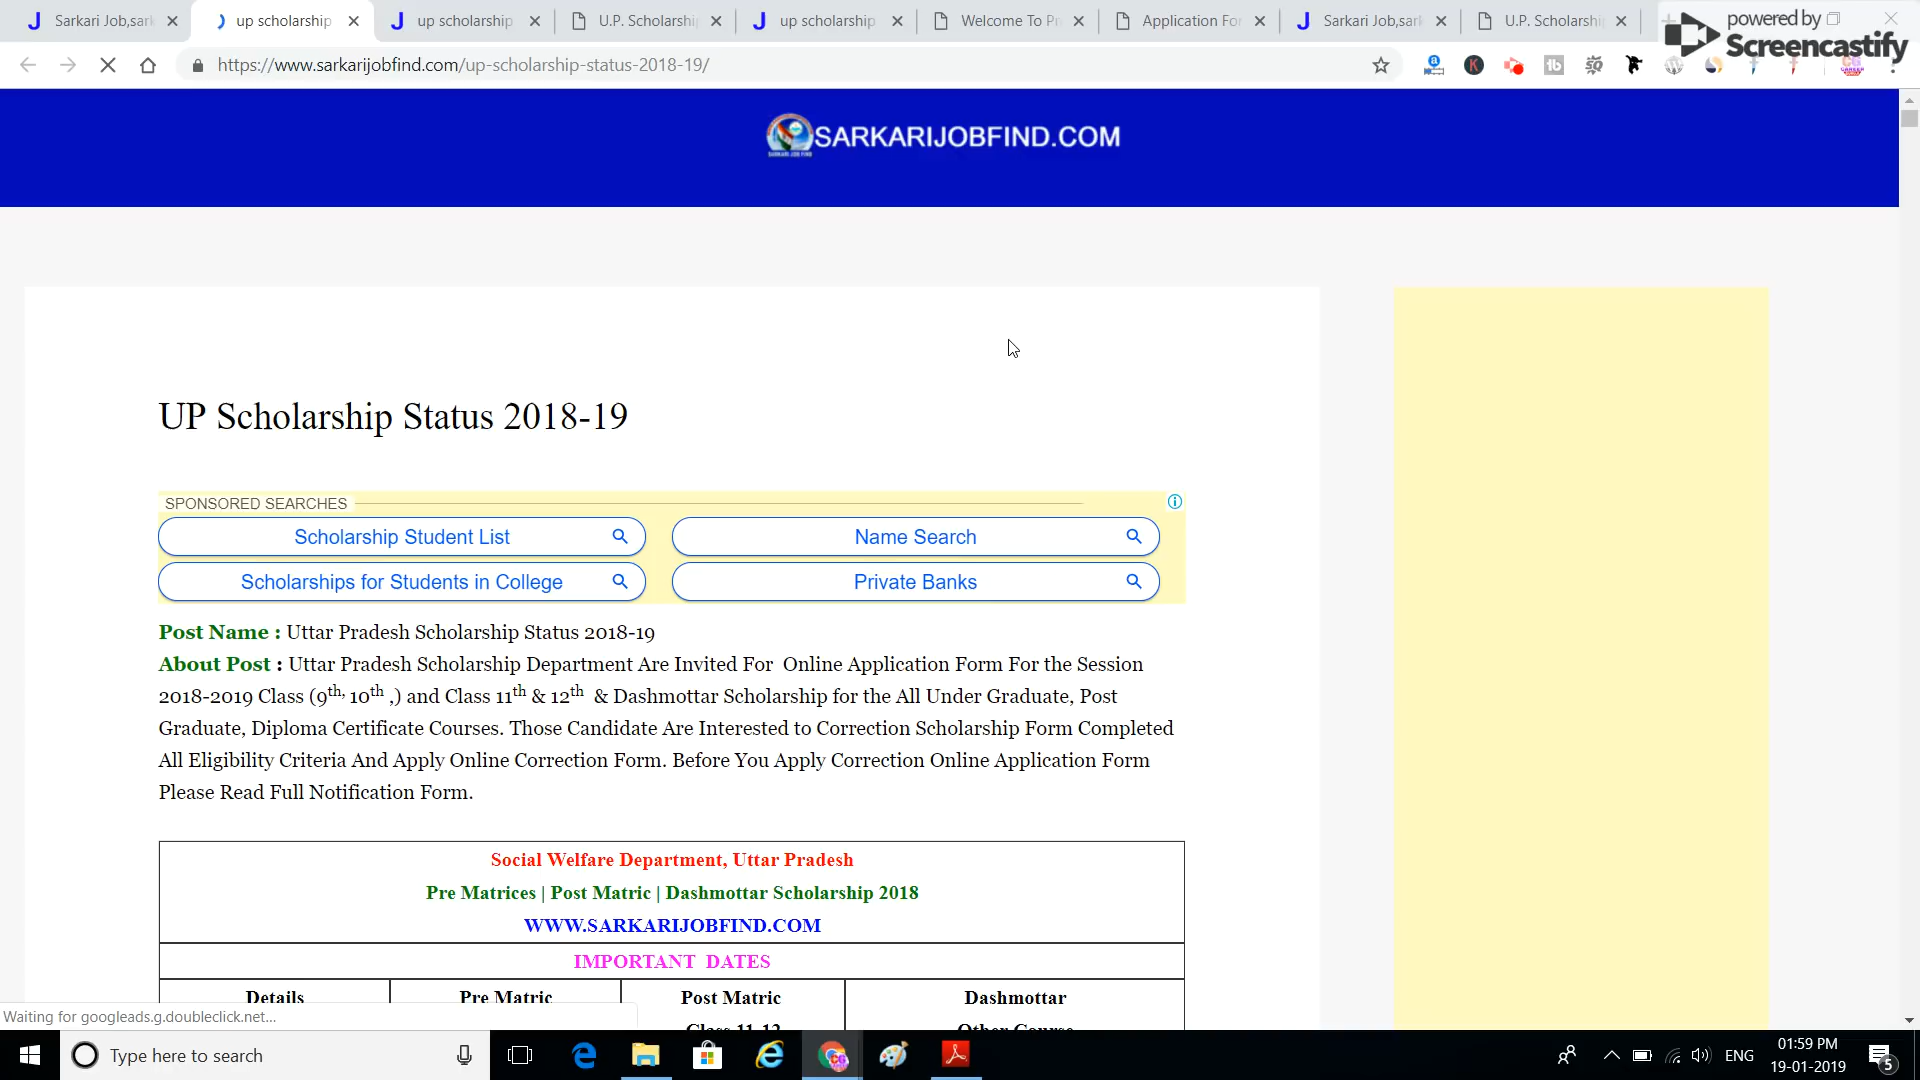 Sarkari Job,sark
up scholarship
up scholarship
U.P. Scholarshi
up scholarship
Welcome To Pr
Application For
Sarkari Job,sark
U.P. Scholarshi
powered by
Screencastify
https://www.sarkarijobfind.com/up-scholarship-status-2018-19/
SARKARIJOBFIND.COM
UP Scholarship Status 2018-19
SPONSORED SEARCHES
Scholarship Student List
Name Search
Scholarships for Students in College
Private Banks
Post Name : Uttar Pradesh Scholarship Status 2018-19
About Post : Uttar Pradesh Scholarship Department Are Invited For Online Application Form For the Session
2018-2019 Class (9th, 10th ,) and Class 11th & 12th & Dashmottar Scholarship for the All Under Graduate, Post
Graduate, Diploma Certificate Courses. Those Candidate Are Interested to Correction Scholarship Form Completed
All Eligibility Criteria And Apply Online Correction Form. Before You Apply Correction Online Application Form
Please Read Full Notification Form.
Social Welfare Department, Uttar Pradesh
Pre Matrices | Post Matric | Dashmottar Scholarship 2018
WWW.SARKARIJOBFIND.COM
IMPORTANT DATES
Details
Pre Matric
Post Matric
Dashmottar
Class 11-12
Other Course
Waiting for googleads.g.doubleclick.net...
Type here to search
ENG
01:59 PM
19-01-2019
5